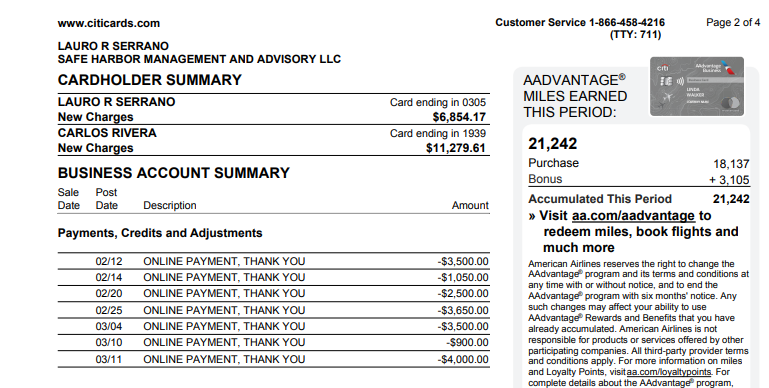 www.citicards.com
Customer Service 1-866-458-4216
(TTY: 711)
Page 2 of 4
LAURO R SERRANO
SAFE HARBOR MANAGEMENT AND ADVISORY LLC
CARDHOLDER SUMMARY
LAURO R SERRANO Card ending in 0305
New Charges $6,854.17
CARLOS RIVERA Card ending in 1939
New Charges $11,279.61
BUSINESS ACCOUNT SUMMARY
Sale Post
Date Date Description Amount
Payments, Credits and Adjustments
02/12 ONLINE PAYMENT, THANK YOU -$3,500.00
02/14 ONLINE PAYMENT, THANK YOU -$1,050.00
02/20 ONLINE PAYMENT, THANK YOU -$2,500.00
02/25 ONLINE PAYMENT, THANK YOU -$3,650.00
03/04 ONLINE PAYMENT, THANK YOU -$3,500.00
03/10 ONLINE PAYMENT, THANK YOU -$900.00
03/11 ONLINE PAYMENT, THANK YOU -$4,000.00
AADVANTAGE®
MILES EARNED
THIS PERIOD:
citi
AAdvantage
Business
LINDA
WALKER
21,242
Purchase 18,137
Bonus + 3,105
Accumulated This Period 21,242
» Visit aa.com/aadvantage to
redeem miles, book flights and
much more
American Airlines reserves the right to change the
AAdvantage® program and its terms and conditions at
any time with or without notice, and to end the
AAdvantage® program with six months' notice. Any
such changes may affect your ability to use
AAdvantage® Rewards and Benefits that you have
already accumulated. American Airlines is not
responsible for products or services offered by other
participating companies. All third-party provider terms
and conditions apply. For more information on miles
and Loyalty Points, visit aa.com/loyaltypoints. For
complete details about the AAdvantage® program,